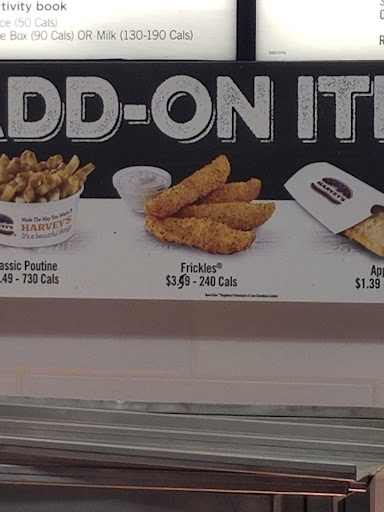 tivity book
ce (50 Cals)
e Box (90 Cals) OR Milk (130-190 Cals)
ADD-ON ITE
Made The Way You Want It
HARVEY'S
It's a beautiful thing
assic Poutine
.49 - 730 Cals
Frickles®
$3.99 - 240 Cals
HARVEY'S
App
$1.39 -